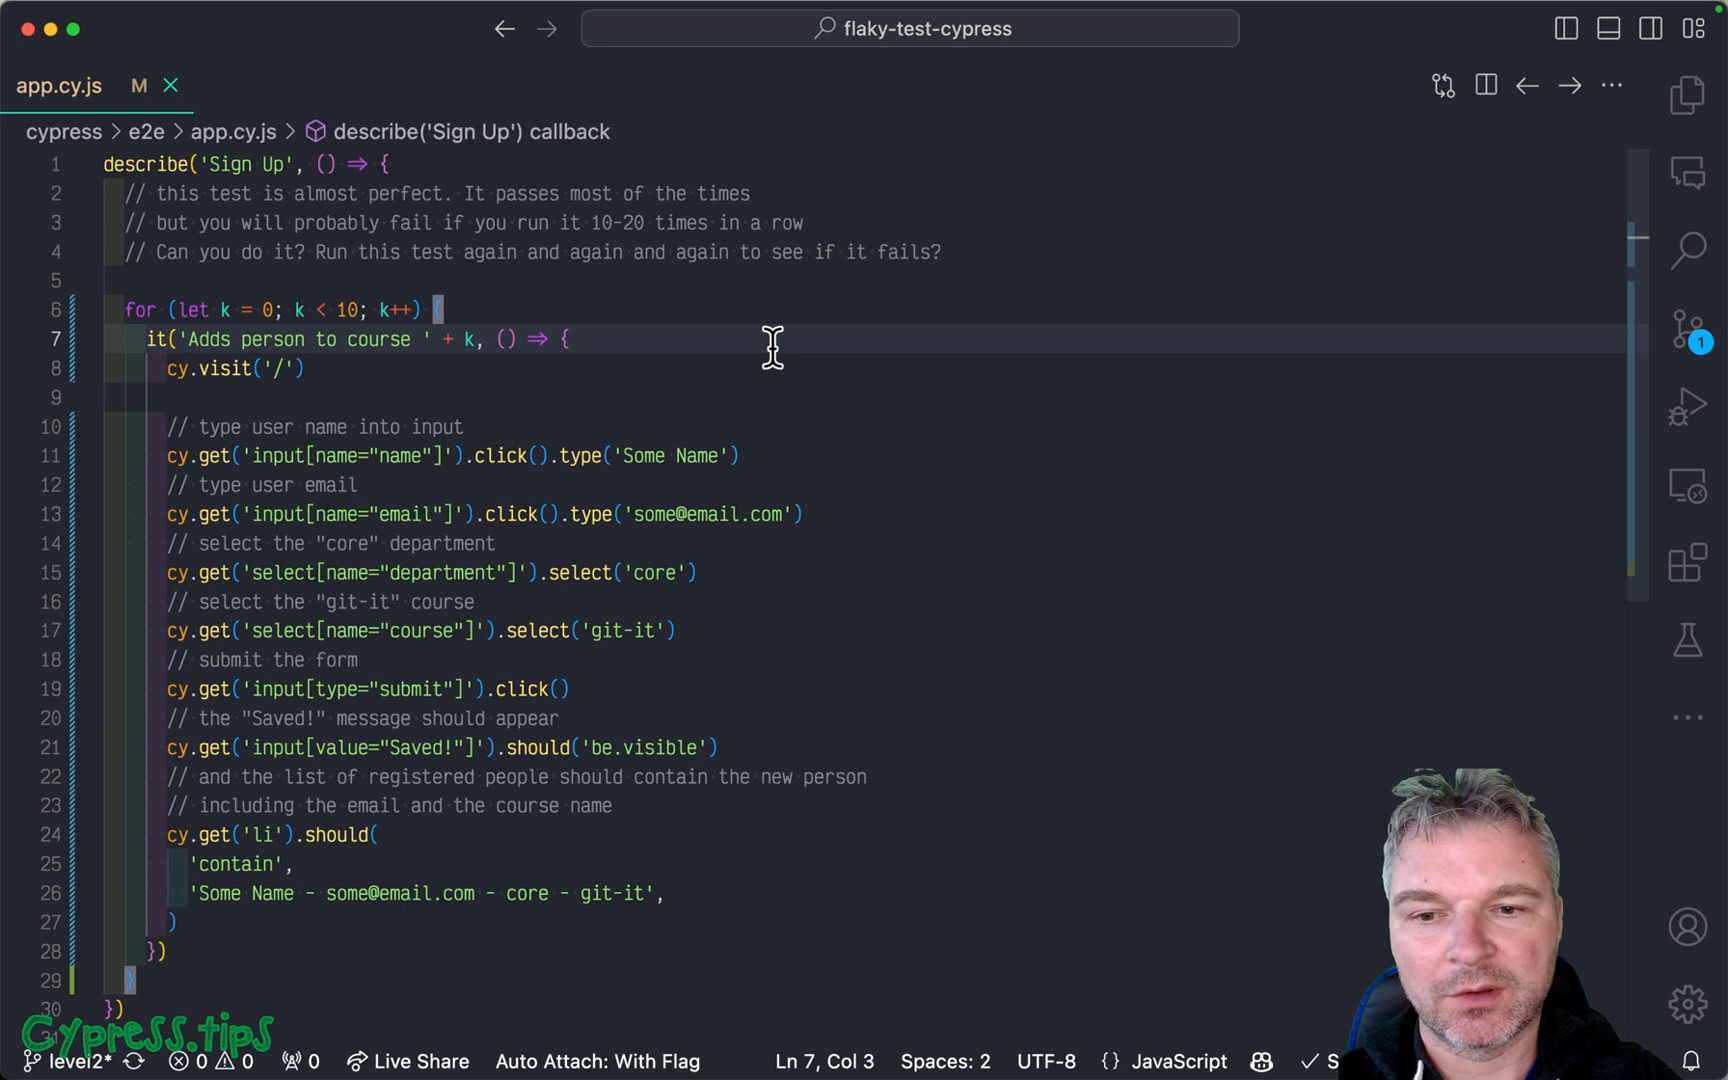 flaky-test-cypress
app.cy.js M
cypress > e2e > app.cy.js > describe('Sign Up') callback
1 describe('Sign Up', () => {
2 // this test is almost perfect. It passes most of the times
3 // but you will probably fail if you run it 10-20 times in a row
4 // Can you do it? Run this test again and again and again to see if it fails?
5
6 for (let k = 0; k < 10; k++) {
7 it('Adds person to course ' + k, () => {
8 cy.visit('/')
9
10 // type user name into input
11 cy.get('input[name="name"]').click().type('Some Name')
12 // type user email
13 cy.get('input[name="email"]').click().type('some@email.com')
14 // select the "core" department
15 cy.get('select[name="department"]').select('core')
16 // select the "git-it" course
17 cy.get('select[name="course"]').select('git-it')
18 // submit the form
19 cy.get('input[type="submit"]').click()
20 // the "Saved!" message should appear
21 cy.get('input[value="Saved!"]').should('be.visible')
22 // and the list of registered people should contain the new person
23 // including the email and the course name
24 cy.get('li').should(
25 'contain',
26 'Some Name - some@email.com - core - git-it',
27 )
28 })
29 }
30 })
1
Cypress.tips
level2* 0 0 0 Live Share Auto Attach: With Flag Ln 7, Col 3 Spaces: 2 UTF-8 {} JavaScript